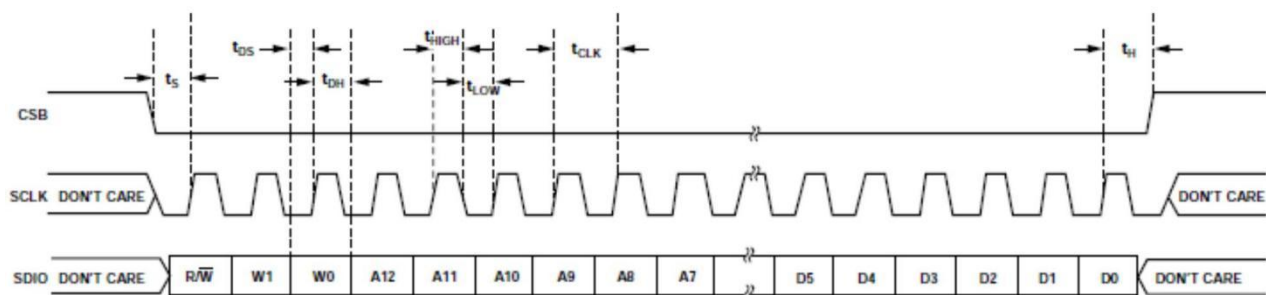 tDS tHIGH tCLK tH
tS tDH tLOW
CSB
SCLK DON'T CARE DON'T CARE
SDIO DON'T CARE R/W̅ W1 W0 A12 A11 A10 A9 A8 A7 D5 D4 D3 D2 D1 D0 DON'T CARE